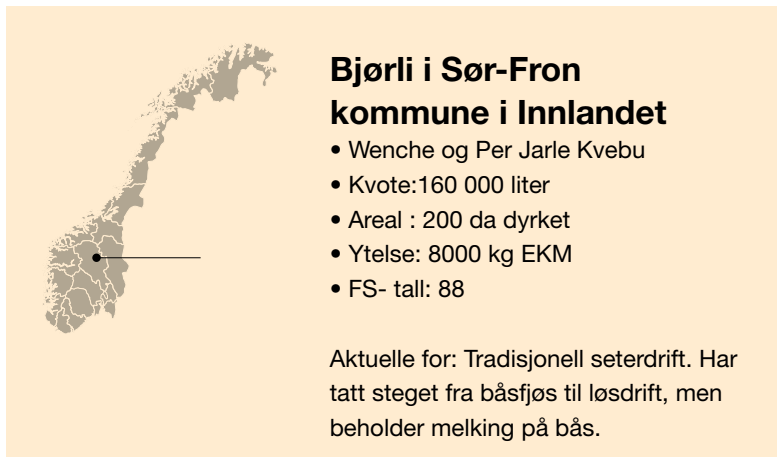 Bjørli i Sør-Fron
kommune i Innlandet
• Wenche og Per Jarle Kvebu
• Kvote:160 000 liter
• Areal : 200 da dyrket
• Ytelse: 8000 kg EKM
• FS- tall: 88
Aktuelle for: Tradisjonell seterdrift. Har
tatt steget fra båsfjøs til løsdrift, men
beholder melking på bås.